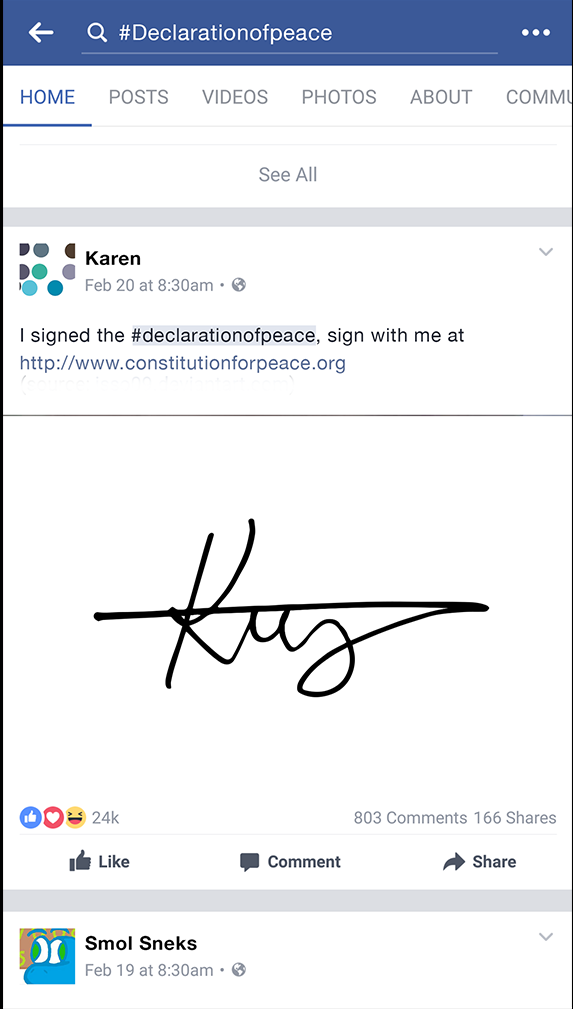 #Declarationofpeace
HOME POSTS VIDEOS PHOTOS ABOUT COMMU
See All
Karen
Feb 20 at 8:30am •
I signed the #declarationofpeace, sign with me at
http://www.constitutionforpeace.org
24k 803 Comments 166 Shares
Like Comment Share
Smol Sneks
Feb 19 at 8:30am •